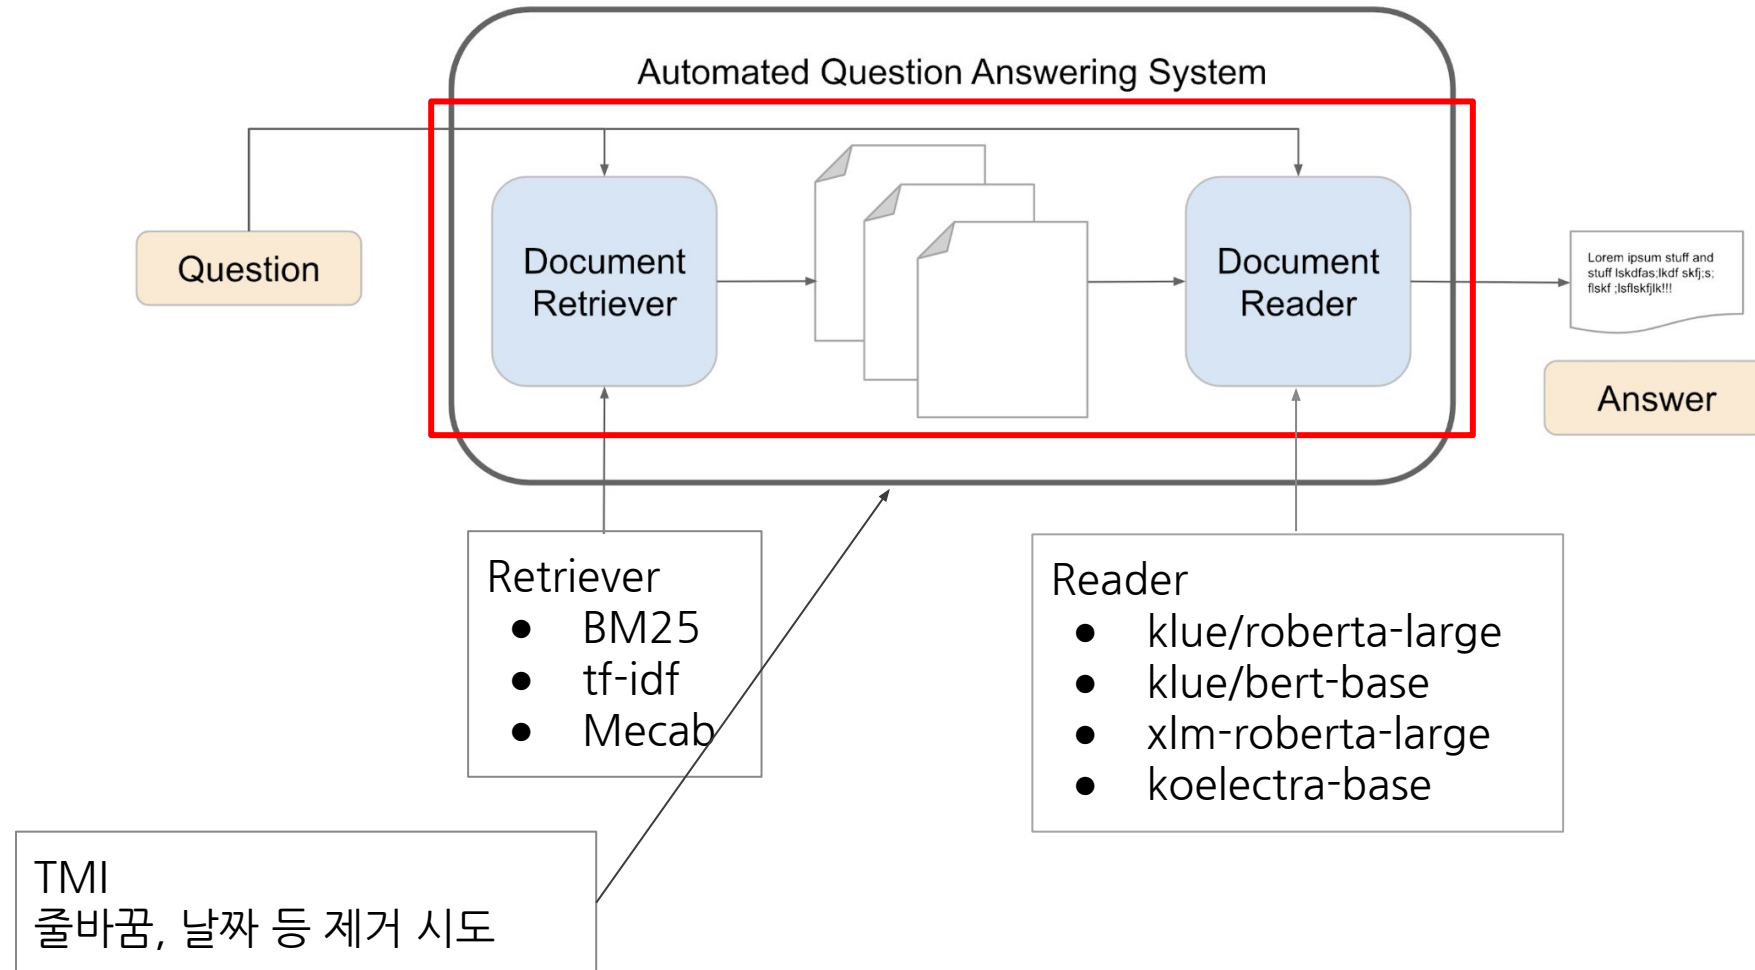 Automated Question Answering System
Question
Document
Retriever
Document
Reader
Lorem ipsum stuff and
stuff lskdfas;lkdf skfj;s;
flskf ;lsflskfjlk!!!
Answer
Retriever
● BM25
● tf-idf
● Mecab
Reader
● klue/roberta-large
● klue/bert-base
● xlm-roberta-large
● koelectra-base
TMI
줄바꿈, 날짜 등 제거 시도